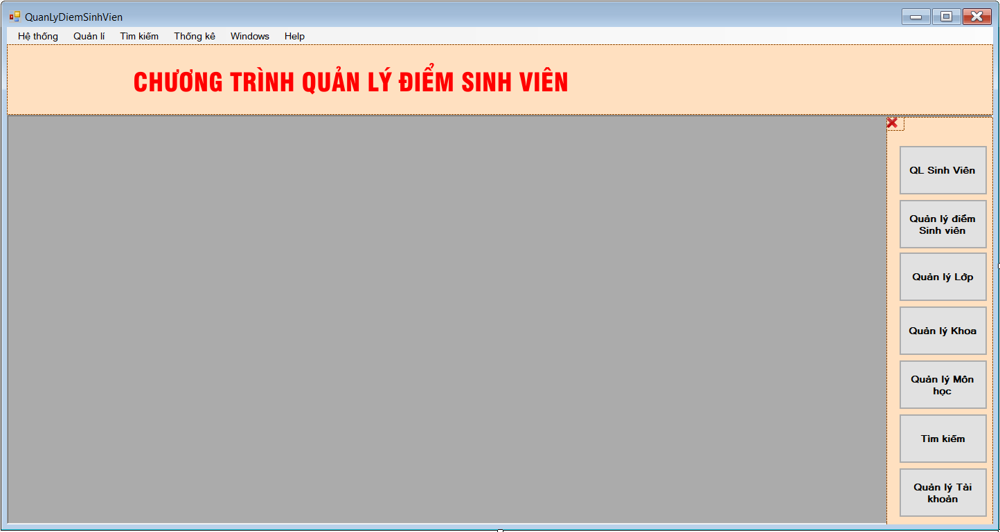 QuanLyDiemSinhVien
Hệ thống Quản lí Tìm kiếm Thống kê Windows Help
CHƯƠNG TRÌNH QUẢN LÝ ĐIỂM SINH VIÊN
QL Sinh Viên
Quản lý điểm
Sinh viên
Quản lý Lớp
Quản lý Khoa
Quản lý Môn
học
Tìm kiếm
Quản lý Tài
khoản